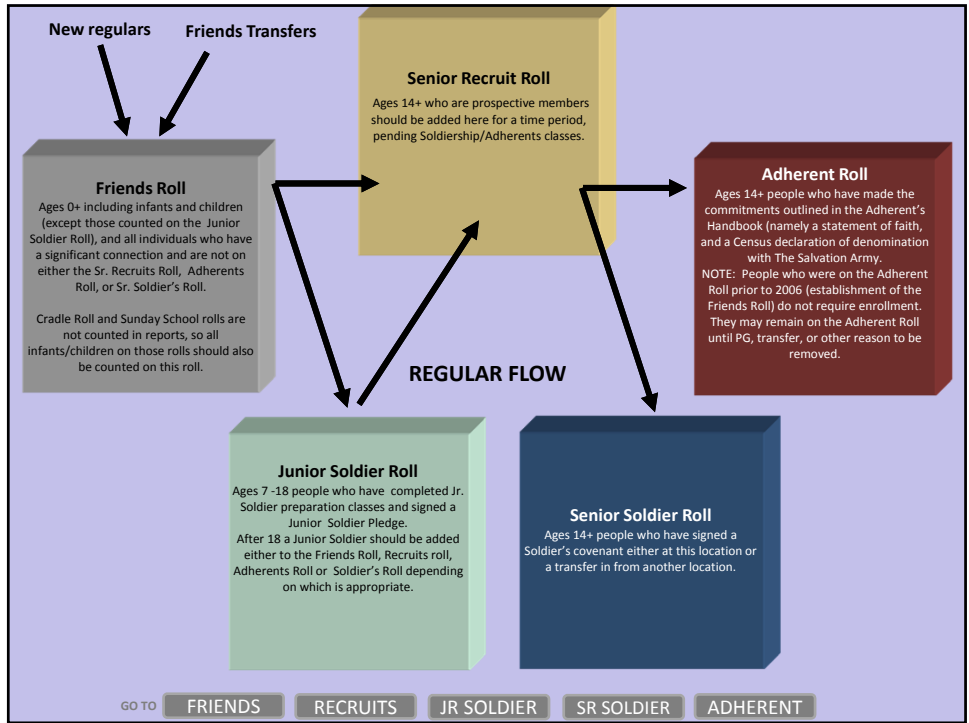 New regulars
Friends Transfers
Senior Recruit Roll
Ages 14+ who are prospective members
should be added here for a time period,
pending Soldiership/Adherents classes.
Friends Roll
Ages 0+ including infants and children
(except those counted on the Junior
Soldier Roll), and all individuals who have
a significant connection and are not on
either the Sr. Recruits Roll, Adherents
Roll, or Sr. Soldier's Roll.
Cradle Roll and Sunday School rolls are
not counted in reports, so all
infants/children on those rolls should also
be counted on this roll.
Adherent Roll
Ages 14+ people who have made the
commitments outlined in the Adherent's
Handbook (namely a statement of faith,
and a Census declaration of denomination
with The Salvation Army.
NOTE: People who were on the Adherent
Roll prior to 2006 (establishment of the
Friends Roll) do not require enrollment.
They may remain on the Adherent Roll
until PG, transfer, or other reason to be
removed.
REGULAR FLOW
Junior Soldier Roll
Ages 7 -18 people who have completed Jr.
Soldier preparation classes and signed a
Junior Soldier Pledge.
After 18 a Junior Soldier should be added
either to the Friends Roll, Recruits roll,
Adherents Roll or Soldier's Roll depending
on which is appropriate.
Senior Soldier Roll
Ages 14+ people who have signed a
Soldier's covenant either at this location or
a transfer in from another location.
GO TO FRIENDS RECRUITS JR SOLDIER SR SOLDIER ADHERENT